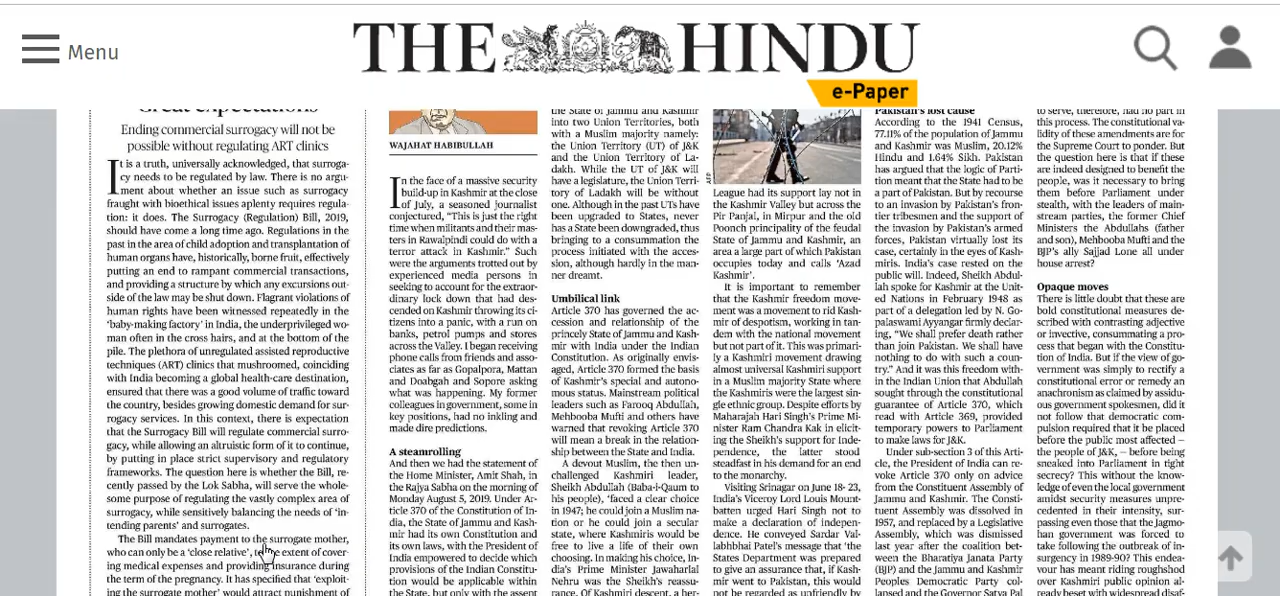 Menu
THE HINDU
e-Paper
Great expectations
Ending commercial surrogacy will not be
possible without regulating ART clinics
It is a truth, universally acknowledged, that surroga-
cy needs to be regulated by law. There is no argu-
ment about whether an issue such as surrogacy
fraught with bioethical issues aplenty requires regula-
tion: it does. The Surrogacy (Regulation) Bill, 2019,
should have come a long time ago. Regulations in the
past in the area of child adoption and transplantation of
human organs have, historically, borne fruit, effectively
putting an end to rampant commercial transactions,
and providing a structure by which any excursions out-
side of the law may be shut down. Flagrant violations of
human rights have been witnessed repeatedly in the
'baby-making factory' in India, the underprivileged wo-
man often in the cross hairs, and at the bottom of the
pile. The plethora of unregulated assisted reproductive
techniques (ART) clinics that mushroomed, coinciding
with India becoming a global health-care destination,
ensured that there was a good volume of traffic toward
the country, besides growing domestic demand for sur-
rogacy services. In this context, there is expectation
that the Surrogacy Bill will regulate commercial surro-
gacy, while allowing an altruistic form of it to continue,
by putting in place strict supervisory and regulatory
frameworks. The question here is whether the Bill, re-
cently passed by the Lok Sabha, will serve the whole-
some purpose of regulating the vastly complex area of
surrogacy, while sensitively balancing the needs of 'in-
tending parents' and surrogates.
The Bill mandates payment to the surrogate mother,
who can only be a 'close relative', to the extent of cover-
ing medical expenses and providing insurance during
the term of the pregnancy. It has specified that 'exploit-
ing the surrogate mother' would attract punishment of
WAJAHAT HABIBULLAH
In the face of a massive security
build-up in Kashmir at the close
of July, a seasoned journalist
conjectured, "This is just the right
time when militants and their mas-
ters in Rawalpindi could do with a
terror attack in Kashmir." Such
were the arguments trotted out by
experienced media persons in
seeking to account for the extraor-
dinary lock down that had des-
cended on Kashmir throwing its ci-
tizens into a panic, with a run on
banks, petrol pumps and stores
across the Valley. I began receiving
phone calls from friends and asso-
ciates as far as Gopalpora, Mattan
and Doabgah and Sopore asking
what was happening. My former
colleagues in government, some in
key positions, had no inkling and
made dire predictions.
A steamrolling
And then we had the statement of
the Home Minister, Amit Shah, in
the Rajya Sabha on the morning of
Monday August 5, 2019. Under Ar-
ticle 370 of the Constitution of In-
dia, the State of Jammu and Kash-
mir had its own Constitution and
its own laws, with the President of
India empowered to decide which
provisions of the Indian Constitu-
tion would be applicable within
the State, but only with the assent
the State of Jammu and Kashmir
into two Union Territories, both
with a Muslim majority namely:
the Union Territory (UT) of J&K
and the Union Territory of La-
dakh. While the UT of J&K will
have a legislature, the Union Terri-
tory of Ladakh will be without
one. Although in the past UTs have
been upgraded to States, never
has a State been downgraded, thus
bringing to a consummation the
process initiated with the acces-
sion, although hardly in the man-
ner dreamt.
Umbilical link
Article 370 has governed the ac-
cession and relationship of the
princely State of Jammu and Kash-
mir with India under the Indian
Constitution. As originally envis-
aged, Article 370 formed the basis
of Kashmir's special and autono-
mous status. Mainstream political
leaders such as Farooq Abdullah,
Mehbooba Mufti and others have
warned that revoking Article 370
will mean a break in the relation-
ship between the State and India.
A devout Muslim, the then un-
challenged Kashmiri leader,
Sheikh Abdullah (Baba-i-Qaum to
his people), 'faced a clear choice
in 1947; he could join a Muslim na-
tion or he could join a secular
state, where Kashmiris would be
free to live a life of their own
choosing. In making his choice, In-
dia's Prime Minister Jawaharlal
Nehru was the Sheikh's reassu-
rance. Of Kashmiri descent, a her-
AFP
League had its support lay not in
the Kashmir Valley but across the
Pir Panjal, in Mirpur and the old
Poonch principality of the feudal
State of Jammu and Kashmir, an
area a large part of which Pakistan
occupies today and calls 'Azad
Kashmir'.
It is important to remember
that the Kashmir freedom move-
ment was a movement to rid Kash-
mir of despotism, working in tan-
dem with the national movement
but not part of it. This was primari-
ly a Kashmiri movement drawing
almost universal Kashmiri support
in a Muslim majority State where
the Kashmiris were the largest sin-
gle ethnic group. Despite efforts by
Maharajah Hari Singh's Prime Mi-
nister Ram Chandra Kak in elicit-
ing the Sheikh's support for Inde-
pendence, the latter stood
steadfast in his demand for an end
to the monarchy.
Visiting Srinagar on June 18- 23,
India's Viceroy Lord Louis Mount-
batten urged Hari Singh not to
make a declaration of indepen-
dence. He conveyed Sardar Val-
labhbhai Patel's message that 'the
States Department was prepared
to give an assurance that, if Kash-
mir went to Pakistan, this would
not be regarded as unfriendly by
Pakistan's lost cause
According to the 1941 Census,
77.11% of the population of Jammu
and Kashmir was Muslim, 20.12%
Hindu and 1.64% Sikh. Pakistan
has argued that the logic of Parti-
tion meant that the State had to be
a part of Pakistan. But by recourse
to an invasion by Pakistan's fron-
tier tribesmen and the support of
the invasion by Pakistan's armed
forces, Pakistan virtually lost its
case, certainly in the eyes of Kash-
miris. India's case rested on the
public will. Indeed, Sheikh Abdul-
lah spoke for Kashmir at the Unit-
ed Nations in February 1948 as
part of a delegation led by N. Go-
palaswami Ayyangar firmly declar-
ing, "We shall prefer death rather
than join Pakistan. We shall have
nothing to do with such a coun-
try." And it was this freedom with-
in the Indian Union that Abdullah
sought through the constitutional
guarantee of Article 370, which
read with Article 369, provided
temporary powers to Parliament
to make laws for J&K.
Under sub-section 3 of this Arti-
cle, the President of India can re-
voke Article 370 only on advice
from the Constituent Assembly of
Jammu and Kashmir. The Consti-
tuent Assembly was dissolved in
1957, and replaced by a Legislative
Assembly, which was dismissed
last year after the coalition bet-
ween the Bharatiya Janata Party
(BJP) and the Jammu and Kashmir
Peoples Democratic Party col-
lapsed and the Governor Satya Pal
to serve, therefore, had no part in
this process. The constitutional va-
lidity of these amendments are for
the Supreme Court to ponder. But
the question here is that if these
are indeed designed to benefit the
people, was it necessary to bring
them before Parliament under
stealth, with the leaders of main-
stream parties, the former Chief
Ministers the Abdullahs (father
and son), Mehbooba Mufti and the
BJP's ally Sajjad Lone all under
house arrest?
Opaque moves
There is little doubt that these are
bold constitutional measures de-
scribed with contrasting adjective
or invective, consummating a pro-
cess that began with the Constitu-
tion of India. But if the view of go-
vernment was simply to rectify a
constitutional error or remedy an
anachronism as claimed by assi-
duous government spokesmen, did it
not follow that democratic com-
pulsion required that it be placed
before the public most affected —
the people of J&K, — before being
sneaked into Parliament in right
secrecy? This without the know-
ledge of even the local government
amidst security measures unpre-
cedented in their intensity, sur-
passing even those that the Jagmo-
han government was forced to
take following the outbreak of in-
surgency in 1989-90? This endea-
vour has meant riding roughshod
over Kashmiri public opinion al-
ready beset with widespread disaf-